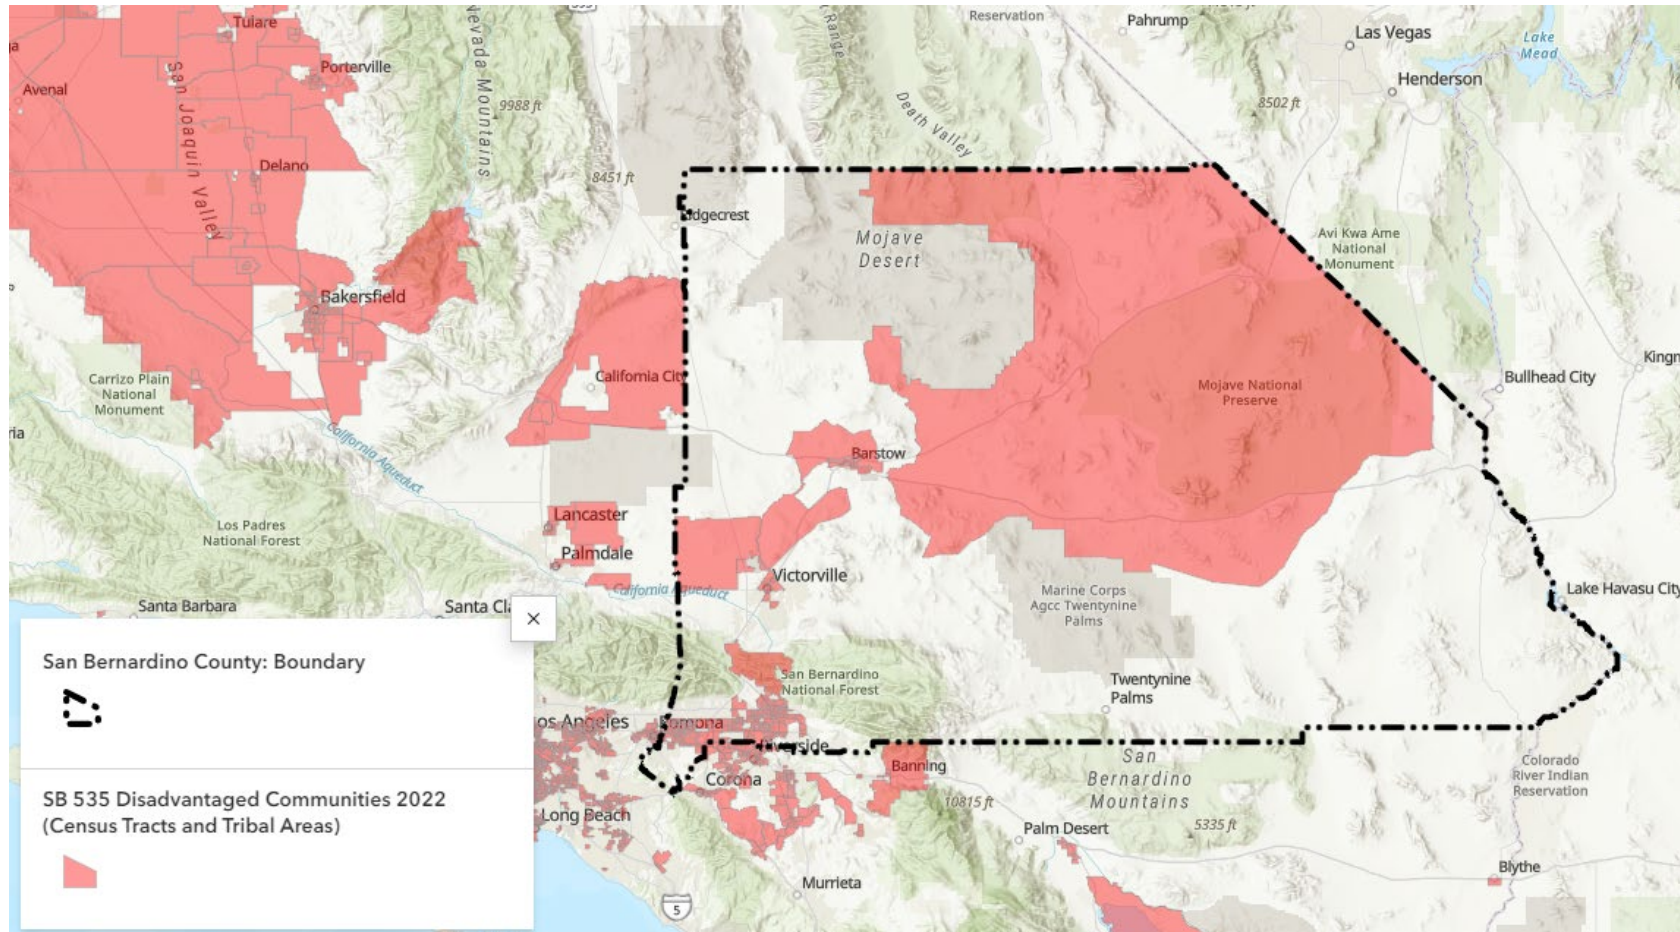 Reservation
Pahrump
Las Vegas
Lake
Mead
Henderson
Tulare
Porterville
Avenal
San Joaquin Valley
Nevada Mountains
9988 ft
Range
Death Valley
8502 ft
Delano
8451 ft
Mojave
Desert
Avi Kwa Ame
National
Monument
Bakersfield
California City
Carrizo Plain
National
Monument
Mojave National
Preserve
Bullhead City
California Aqueduct
Barstow
Lancaster
Los Padres
National Forest
Palmdale
California Aqueduct
Victorville
Marine Corps
Agcc Twentynine
Palms
Lake Havasu City
Santa Barbara
San Bernardino
National Forest
Twentynine
Palms
os Angeles
Pomona
Riverside
Corona
Banning
San
Bernardino
Mountains
Colorado
River Indian
Reservation
Long Beach
10815 ft
Palm Desert
5335 ft
Murrieta
Blythe
5
San Bernardino County: Boundary
SB 535 Disadvantaged Communities 2022
(Census Tracts and Tribal Areas)